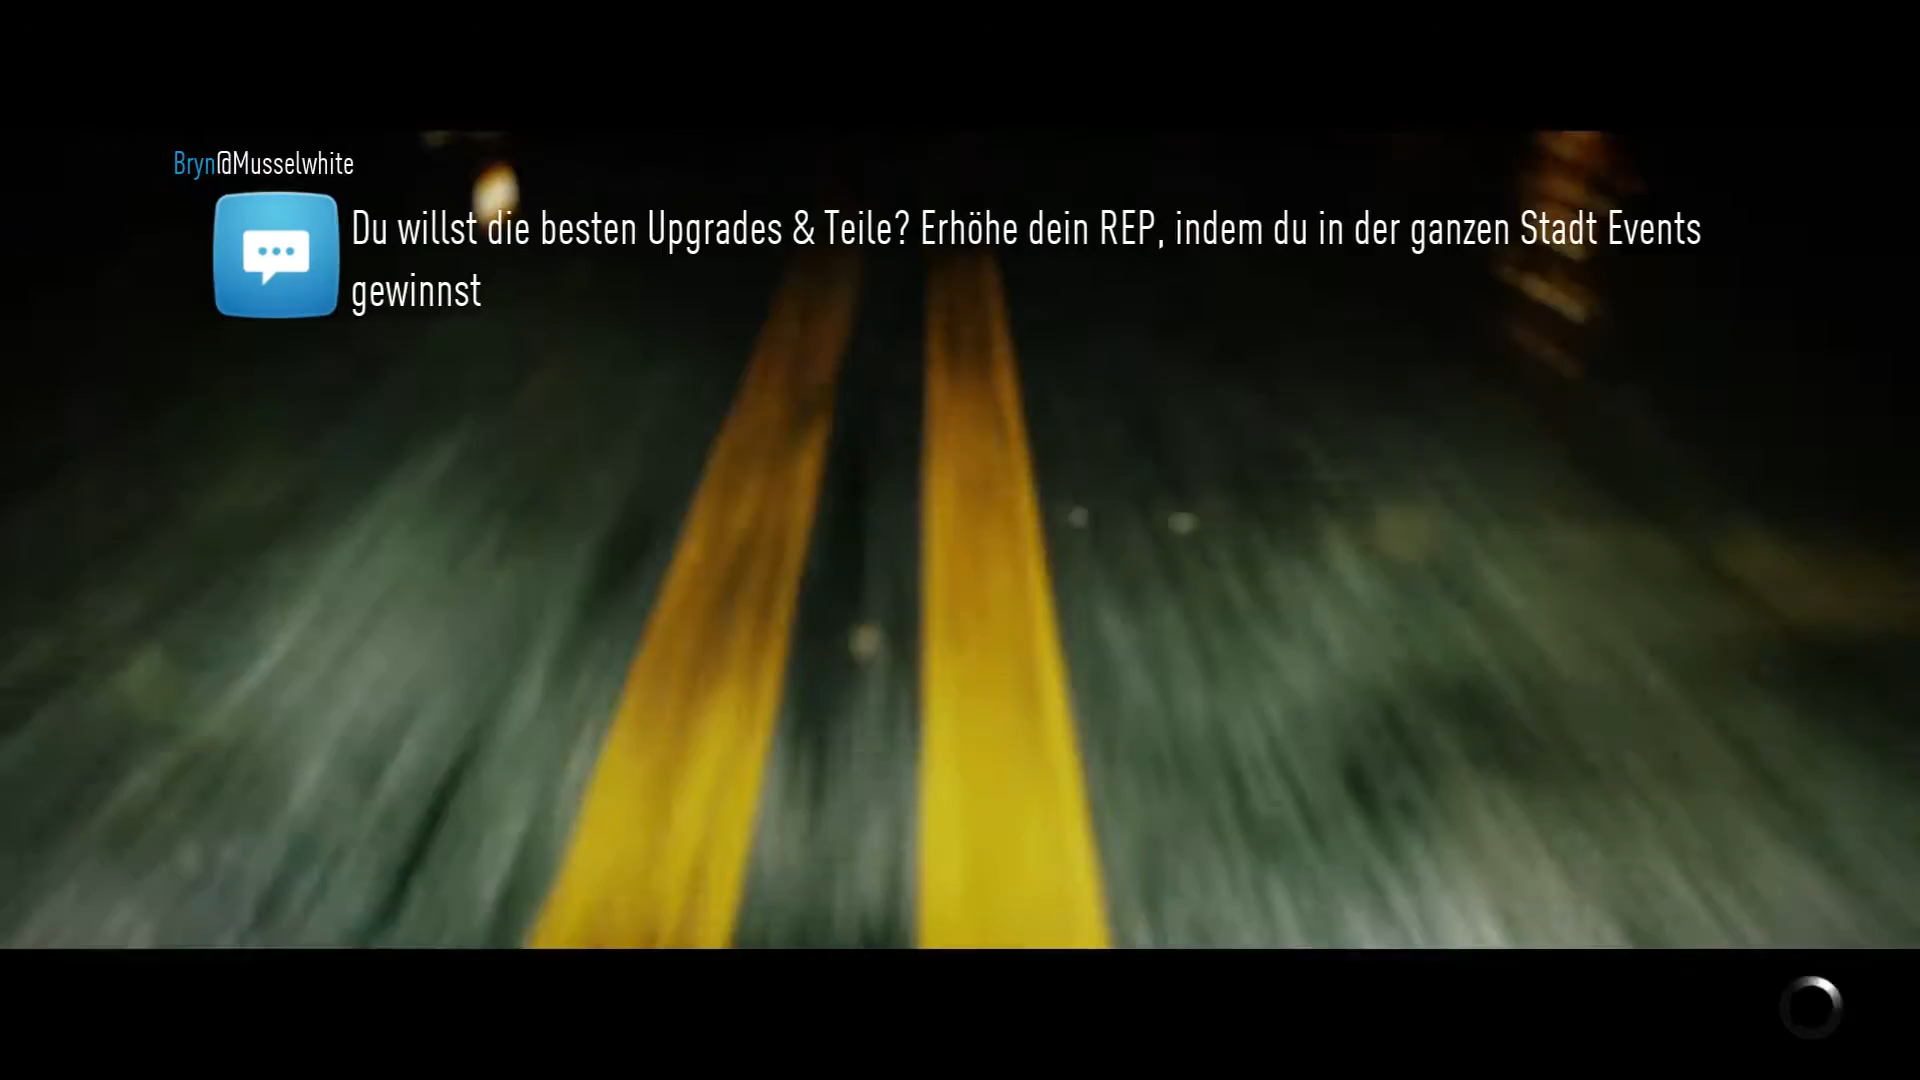 Bryn@Musselwhite
Du willst die besten Upgrades & Teile? Erhöhe dein REP, indem du in der ganzen Stadt Events
gewinnst